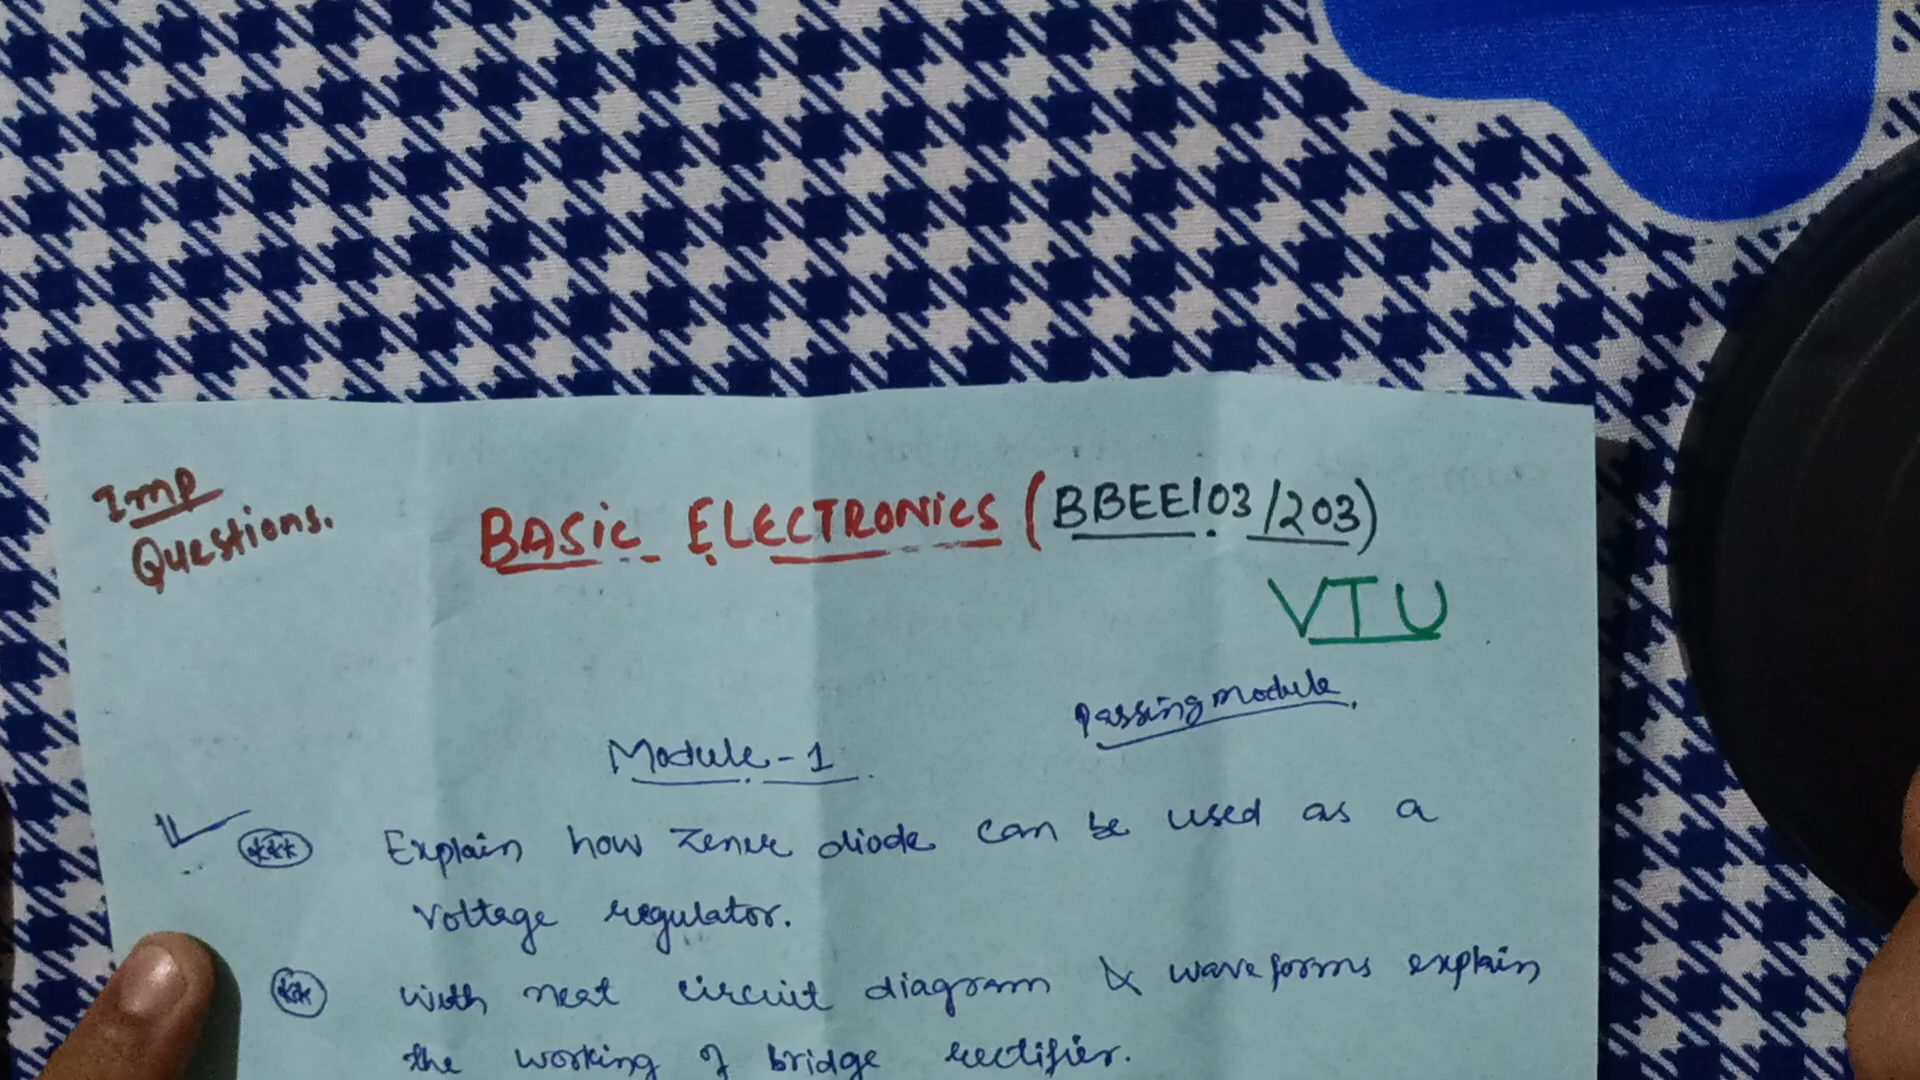 Imp
Questions.
BASic ELECTRONICS (BBEE103/203)
VTU
Passing module.
Module-1.
*** Explain how zener diode can be used as a
voltage regulator.
** with neat circuit diagram & waveforms explain
the working of bridge rectifier.